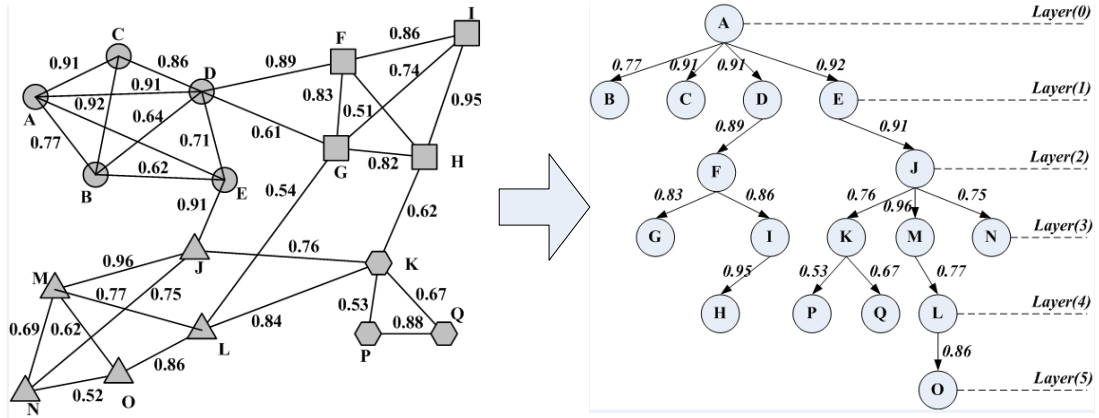 I
0.86
F
C
0.91
0.86
0.89
0.74
D
0.91
0.83
0.51
0.95
A
0.92
0.64
0.61
0.77
0.71
0.82
H
G
B
0.62
E
0.54
0.91
0.62
0.76
J
K
0.96
M
0.77
0.75
0.53
0.67
0.69
0.62
0.84
0.88
Q
L
P
0.86
0.52
O
N
A
Layer(0)
0.77
0.91
0.91
0.92
B
C
D
E
Layer(1)
0.89
0.91
F
J
Layer(2)
0.83
0.86
0.76
0.96
0.75
G
I
K
M
N
Layer(3)
0.95
0.53
0.67
0.77
H
P
Q
L
Layer(4)
0.86
O
Layer(5)